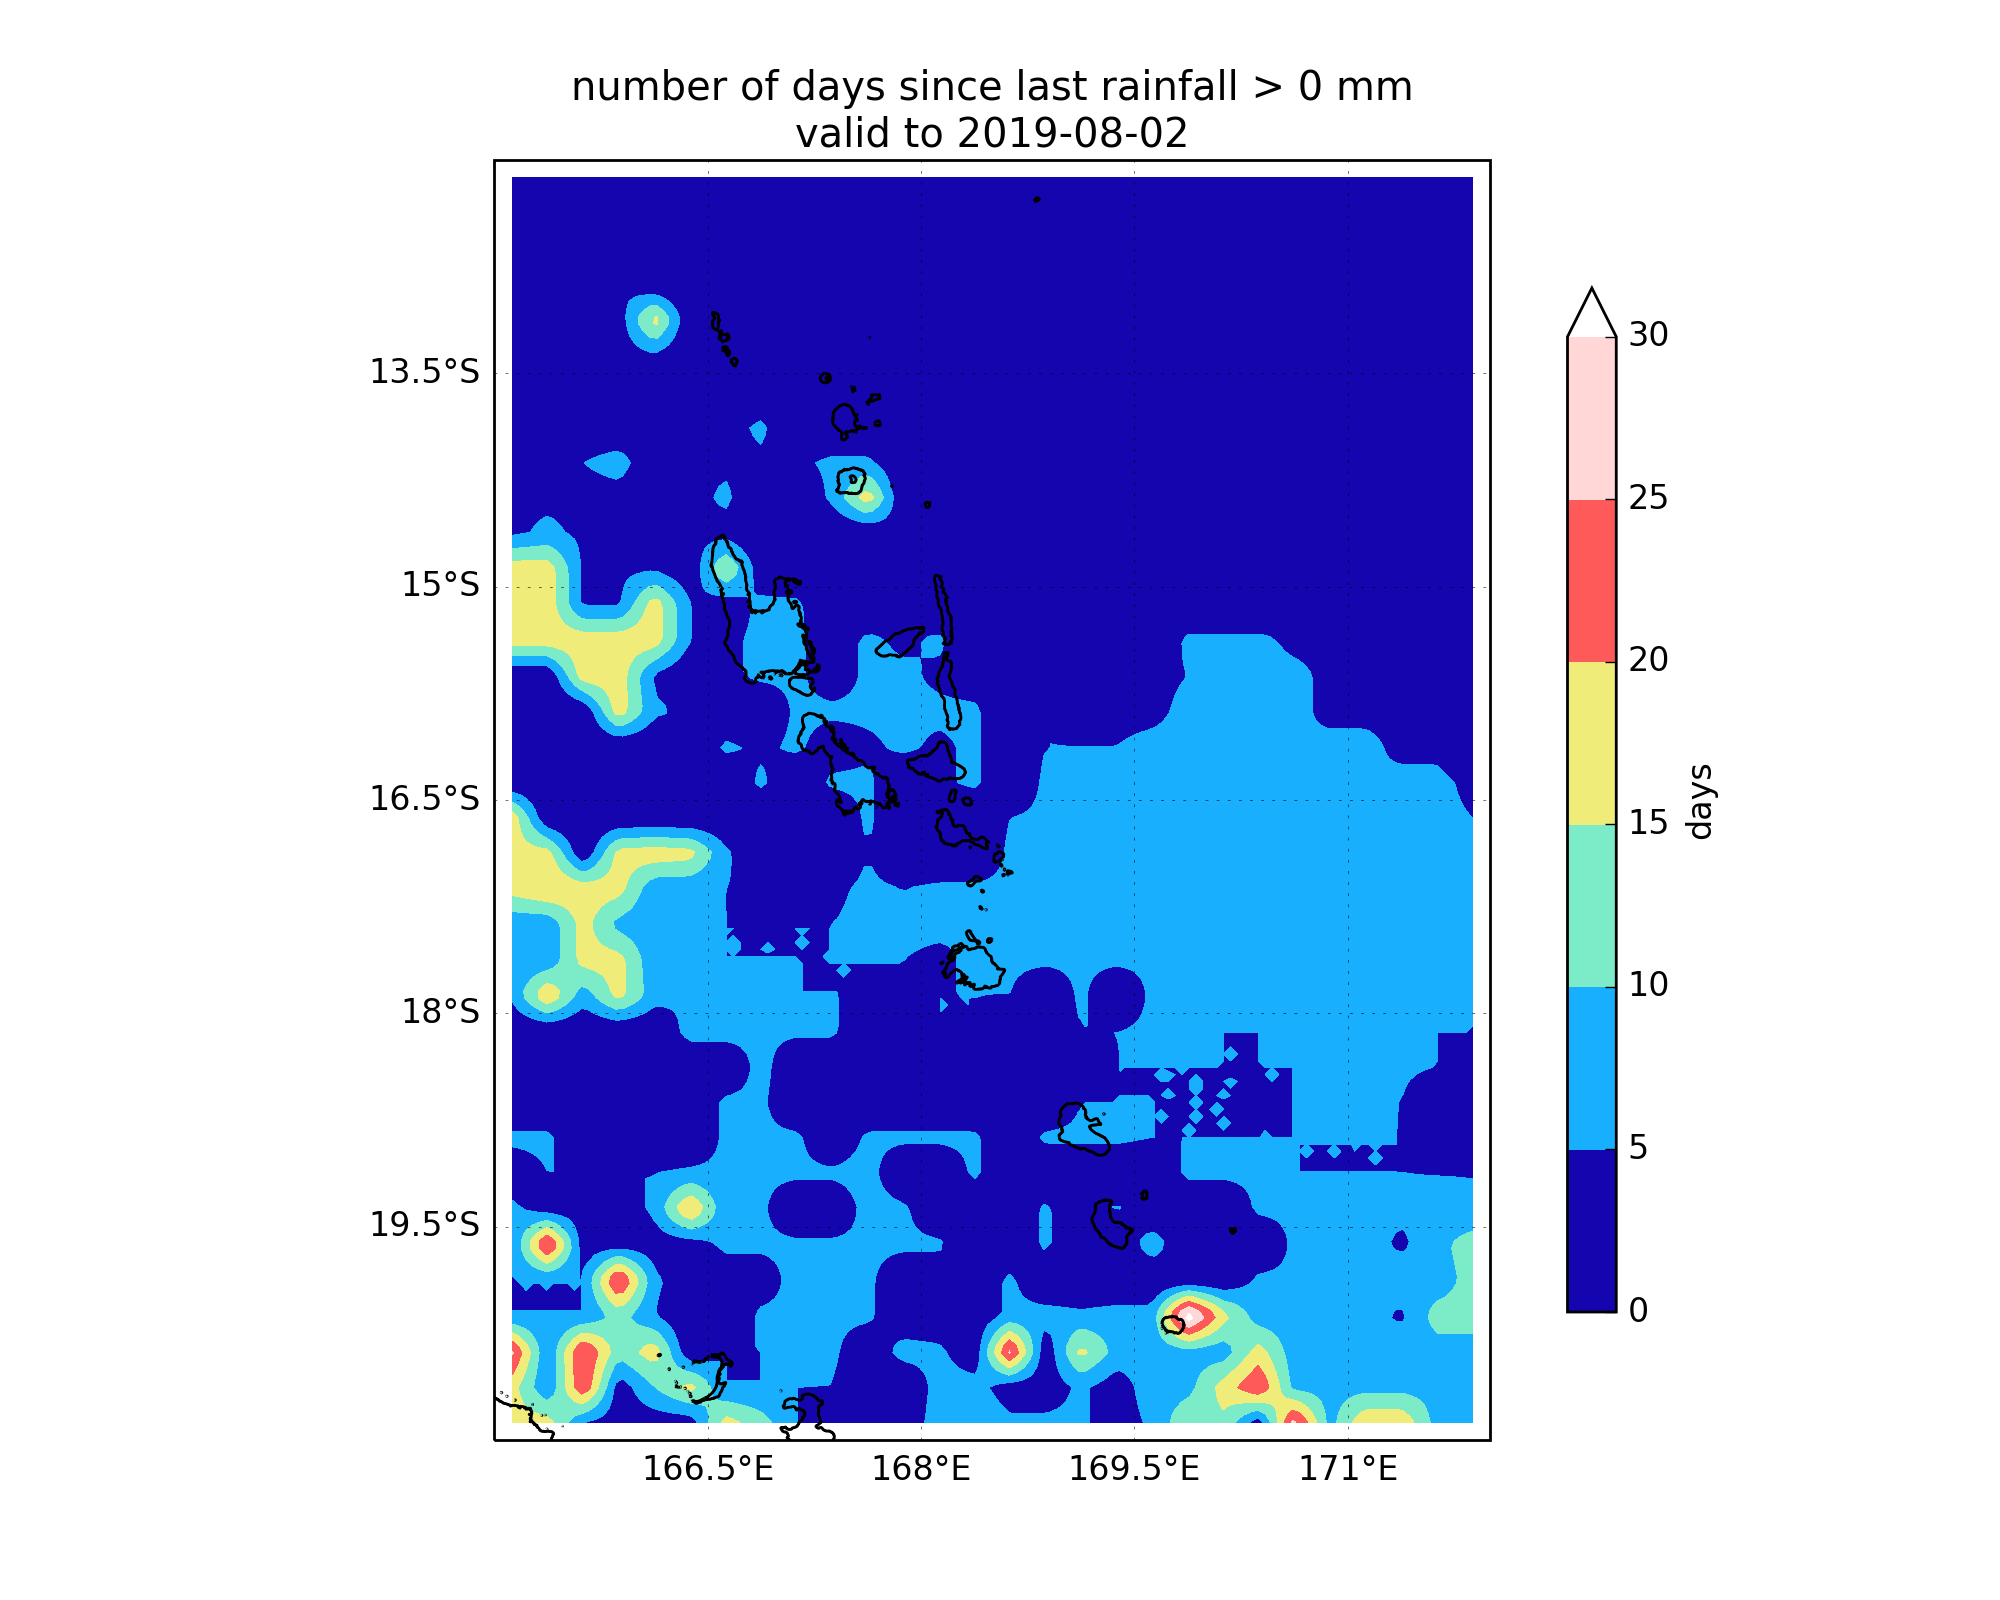 number of days since last rainfall > 0 mm
valid to 2019-08-02
13.5°S
15°S
16.5°S
18°S
19.5°S
166.5°E
168°E
169.5°E
171°E
30
25
20
15
10
5
0
days